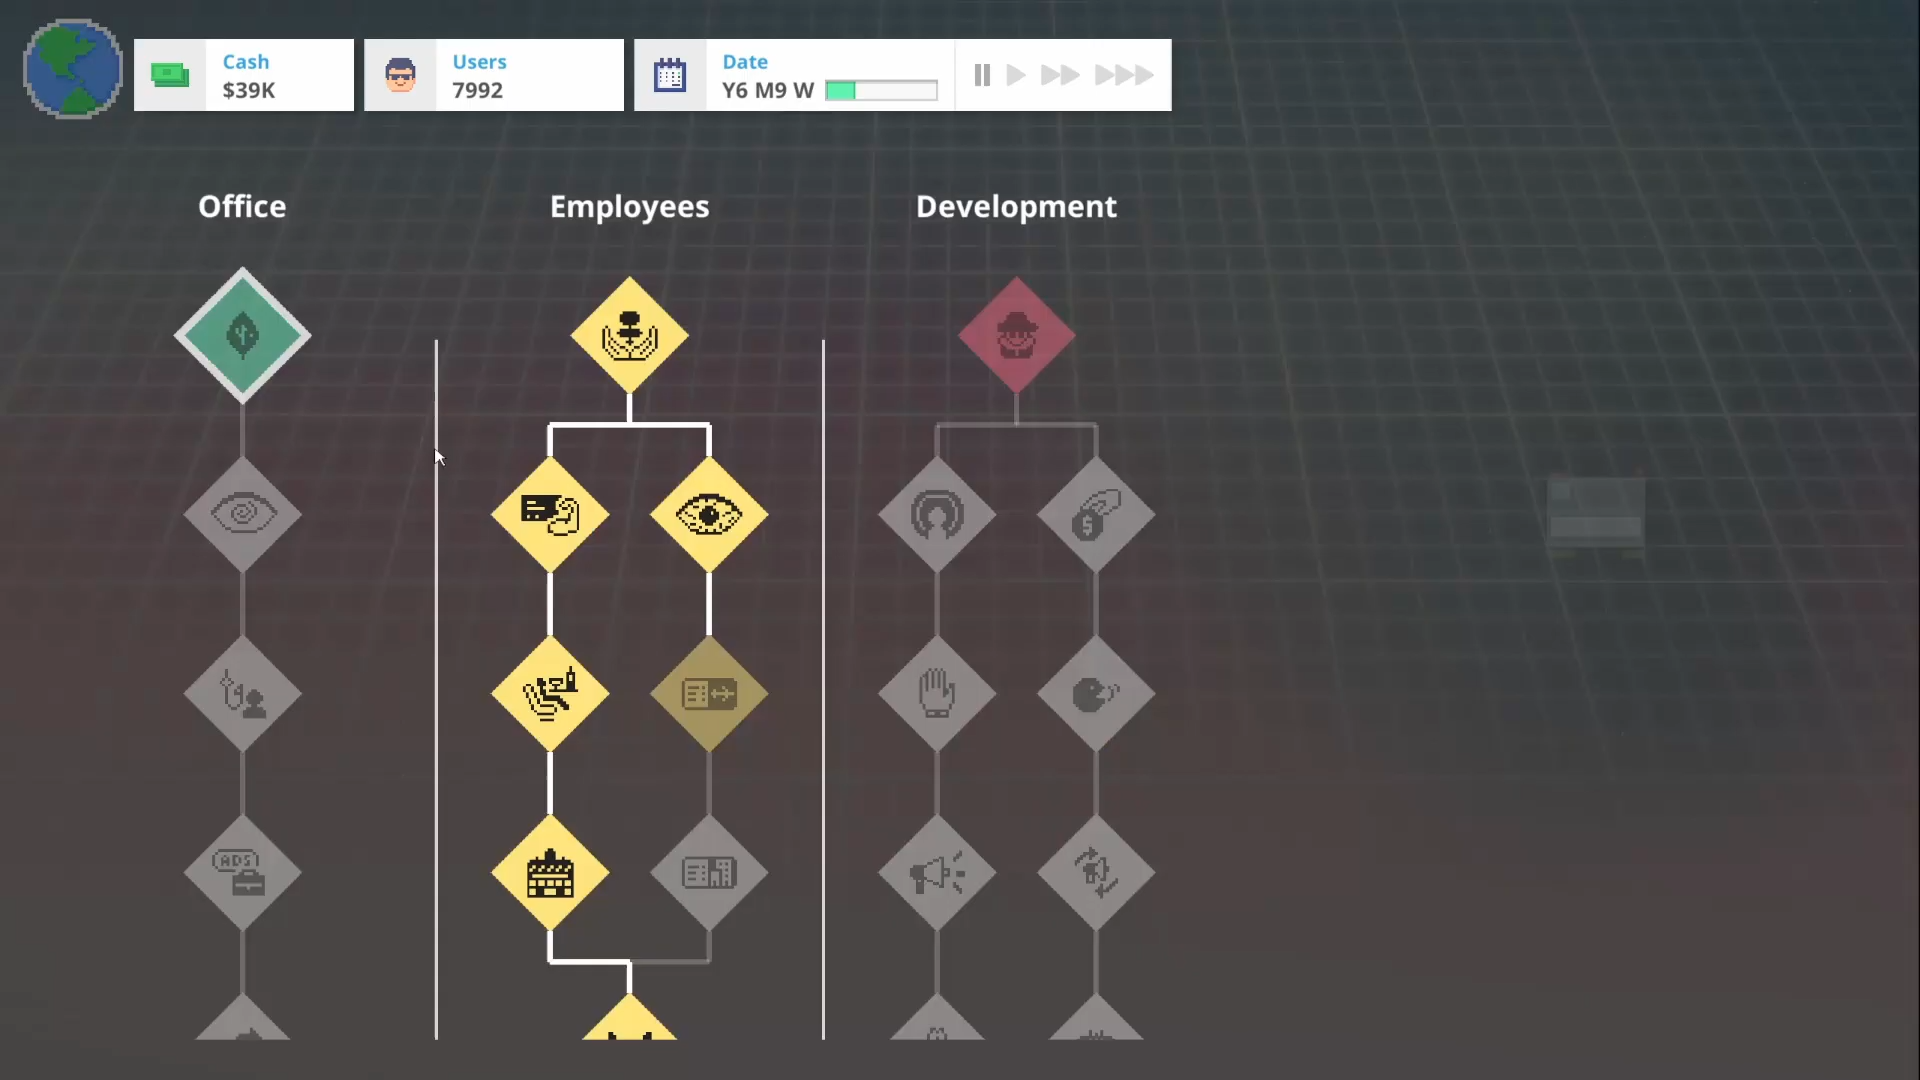 Cash
$39K
Users
7992
Date
Y6 M9 W
Office
Employees
Development
ADS